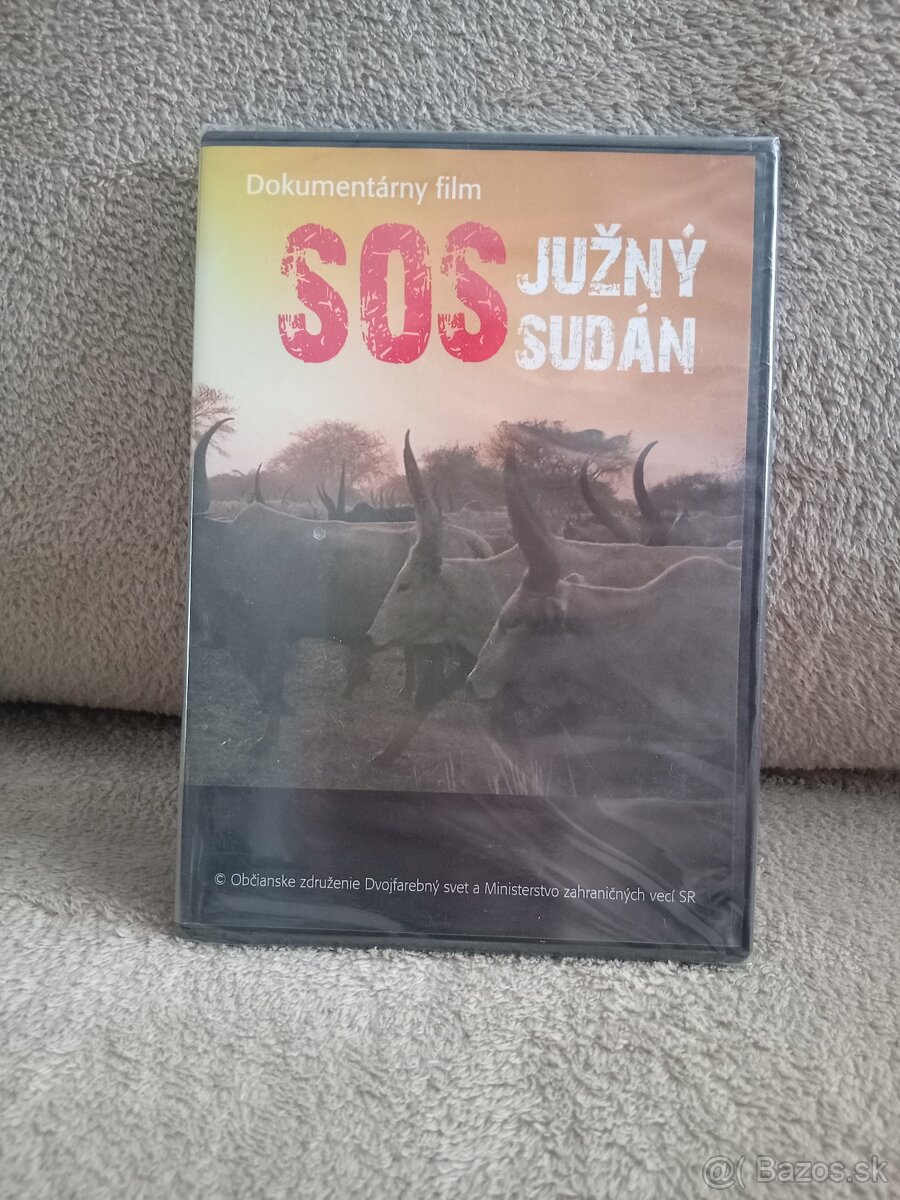 Dokumentárny film
SOS JUŽNÝ
SUDÁN
© Občianske združenie Dvojfarebný svet a Ministerstvo zahraničných vecí SR
@( Bazos.sk